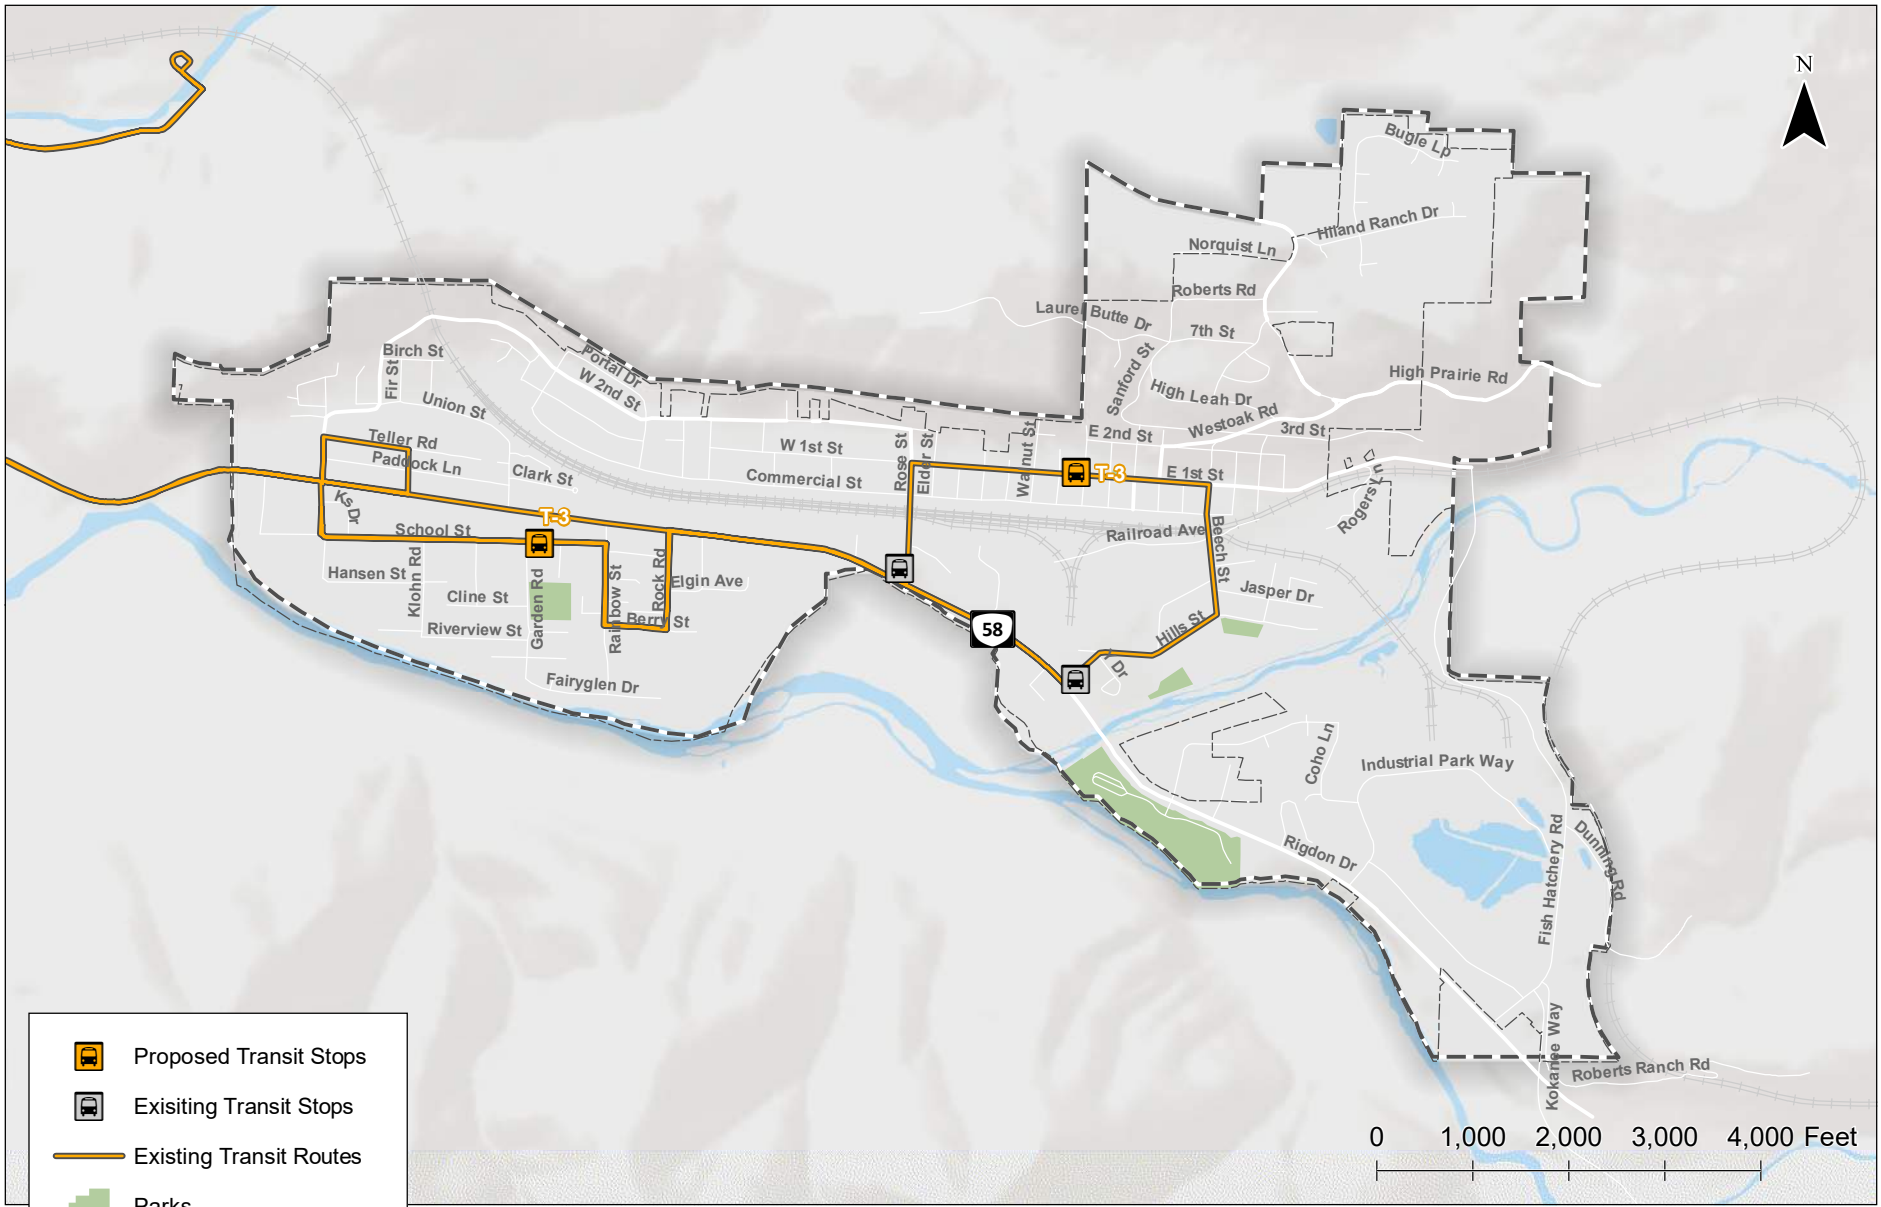 N
Bugle Lp
Hiland Ranch Dr
Norquist Ln
Roberts Rd
Laurel Butte Dr
7th St
Sanford St
High Prairie Rd
High Leah Dr
Westoak Rd
3rd St
E 2nd St
Birch St
Fir St
Portal Dr
W 2nd St
Union St
Teller Rd
Paddock Ln
Clark St
W 1st St
Commercial St
Rose St
Elder St
Walnut St
T-3
E 1st St
Rogers Ln
Ks Dr
T-3
School St
Railroad Ave
Beech St
Hansen St
Klohn Rd
Cline St
Garden Rd
Rainbow St
Rock Rd
Elgin Ave
Berry St
Riverview St
Jasper Dr
Hills St
58
Dr
Fairyglen Dr
Coho Ln
Industrial Park Way
Rigdon Dr
Fish Hatchery Rd
Dunning Rd
Kokanee Way
Roberts Ranch Rd
Proposed Transit Stops
Exisiting Transit Stops
Existing Transit Routes
Parks
0 1,000 2,000 3,000 4,000 Feet